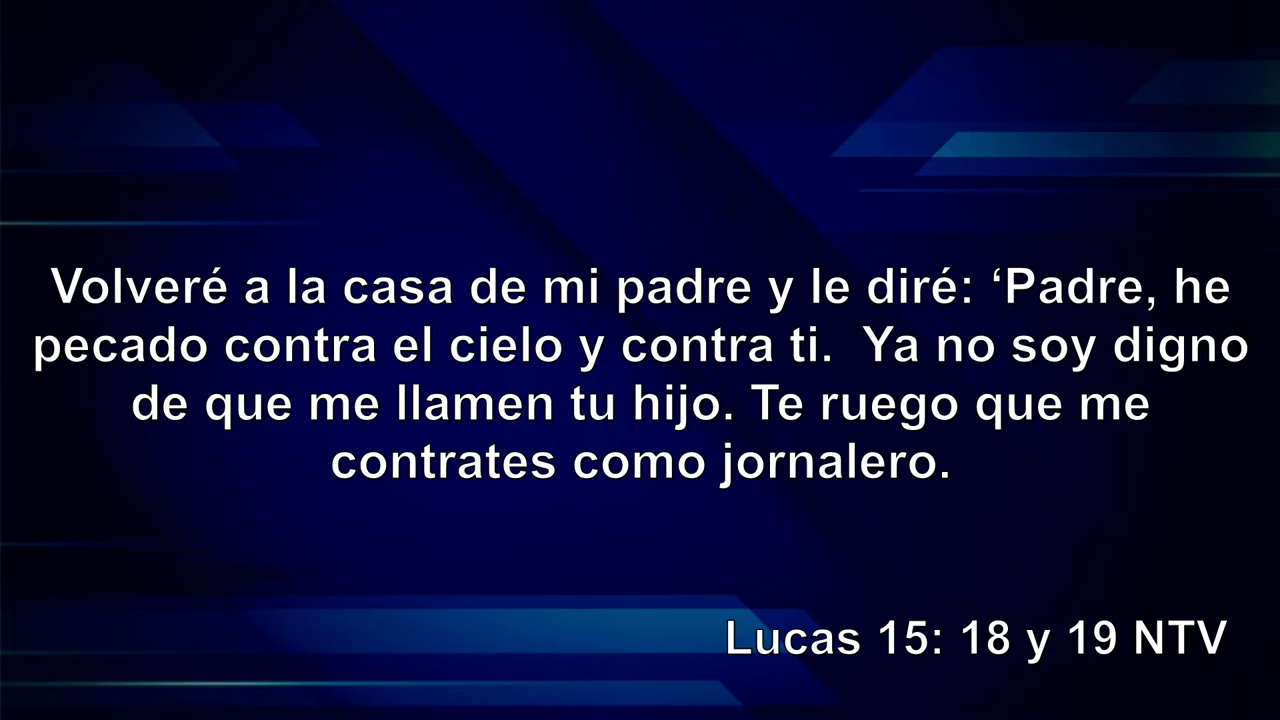 Volveré a la casa de mi padre y le diré: ‘Padre, he
pecado contra el cielo y contra ti.  Ya no soy digno
de que me llamen tu hijo. Te ruego que me
contrates como jornalero.
Lucas 15: 18 y 19 NTV